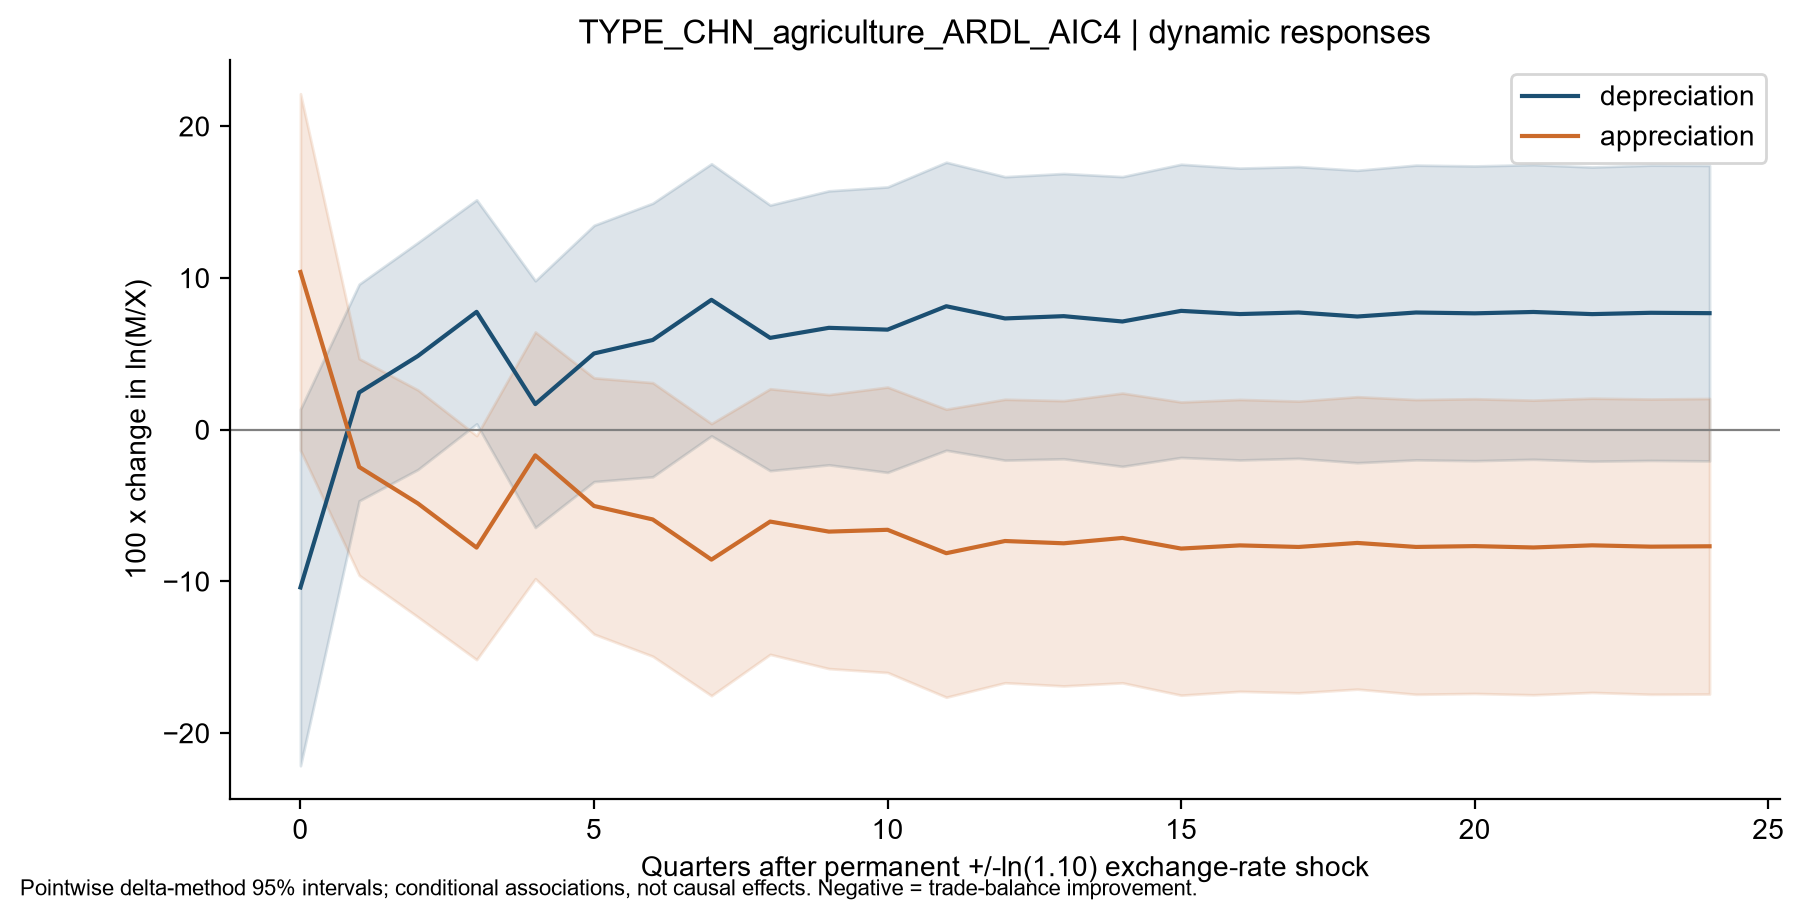 TYPE_CHN_agriculture_ARDL_AIC4 | dynamic responses
depreciation
appreciation
100 x change in ln(M/X)
20
10
0
−10
−20
0
5
10
15
20
25
Quarters after permanent +/-ln(1.10) exchange-rate shock
Pointwise delta-method 95% intervals; conditional associations, not causal effects. Negative = trade-balance improvement.